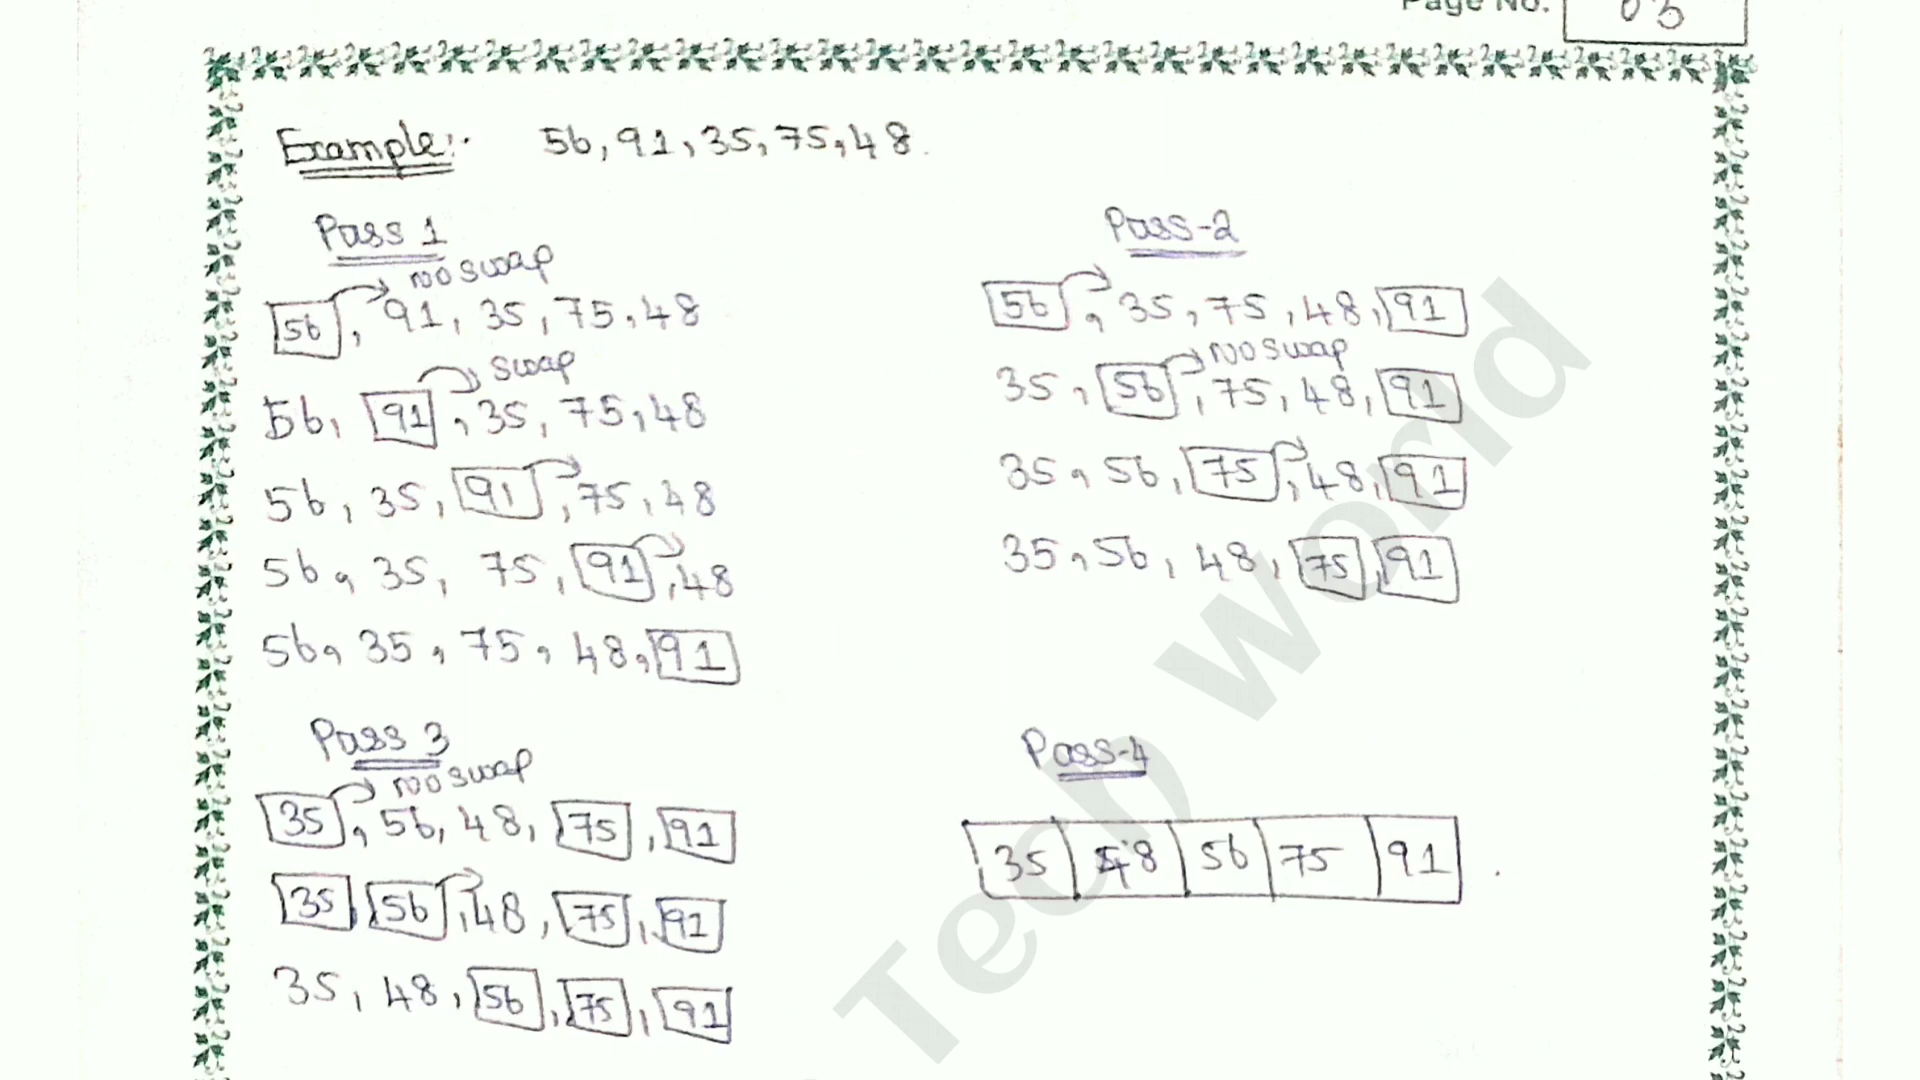 Page No. 03
Example:- 56, 91, 35, 75, 48.
Pass 1
no swap
56, 91, 35, 75, 48
swap
56, 91, 35, 75, 48
56, 35, 91, 75, 48
56, 35, 75, 91, 48
56, 35, 75, 48, 91
Pass-2
56, 35, 75, 48, 91
no swap
35, 56, 75, 48, 91
35, 56, 75, 48, 91
35, 56, 48, 75, 91
Pass 3
no swap
35, 56, 48, 75, 91
35, 56, 48, 75, 91
35, 48, 56, 75, 91
Pass-4
35 48 56 75 91 .
Tech World